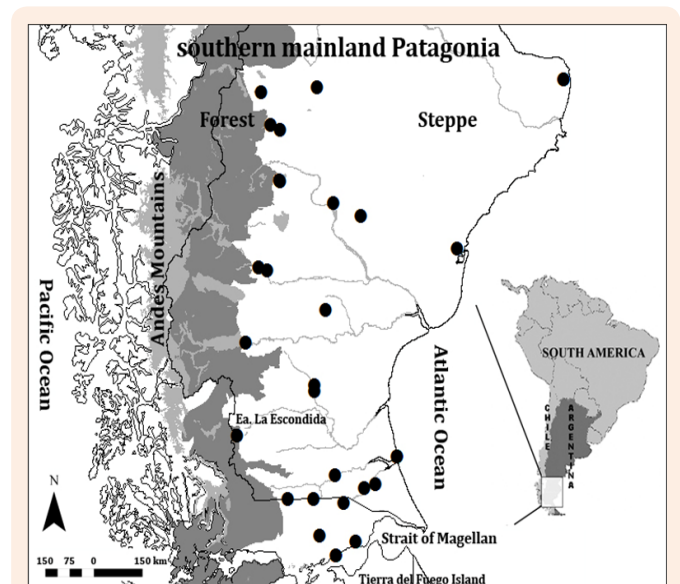 southern mainland Patagonia
Forest
Steppe
Andes Mountains
Pacific Ocean
SOUTH AMERICA
CHILE
ARGENTINA
Atlantic Ocean
Ea. La Escondida
N
Strait of Magellan
150 75 0 150 km
Tierra del Fuego Island